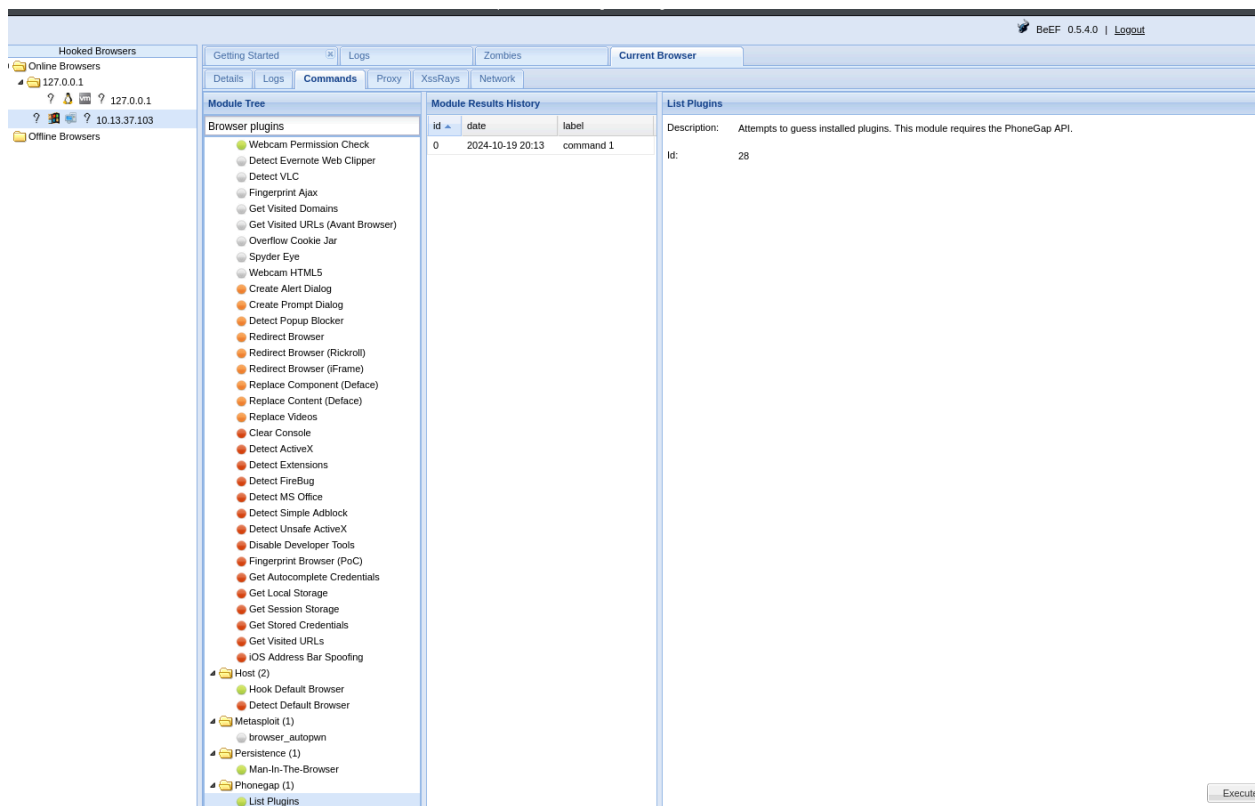 BeEF 0.5.4.0 | Logout
Hooked Browsers
Online Browsers
127.0.0.1
? ? 127.0.0.1
? ? 10.13.37.103
Offline Browsers
Getting Started Logs Zombies Current Browser
Details Logs Commands Proxy XssRays Network
Module Tree
Browser plugins
Webcam Permission Check
Detect Evernote Web Clipper
Detect VLC
Fingerprint Ajax
Get Visited Domains
Get Visited URLs (Avant Browser)
Overflow Cookie Jar
Spyder Eye
Webcam HTML5
Create Alert Dialog
Create Prompt Dialog
Detect Popup Blocker
Redirect Browser
Redirect Browser (Rickroll)
Redirect Browser (iFrame)
Replace Component (Deface)
Replace Content (Deface)
Replace Videos
Clear Console
Detect ActiveX
Detect Extensions
Detect FireBug
Detect MS Office
Detect Simple Adblock
Detect Unsafe ActiveX
Disable Developer Tools
Fingerprint Browser (PoC)
Get Autocomplete Credentials
Get Local Storage
Get Session Storage
Get Stored Credentials
Get Visited URLs
iOS Address Bar Spoofing
Host (2)
Hook Default Browser
Detect Default Browser
Metasploit (1)
browser_autopwn
Persistence (1)
Man-In-The-Browser
Phonegap (1)
List Plugins
Module Results History
id date label
0 2024-10-19 20:13 command 1
List Plugins
Description: Attempts to guess installed plugins. This module requires the PhoneGap API.
Id: 28
Execute